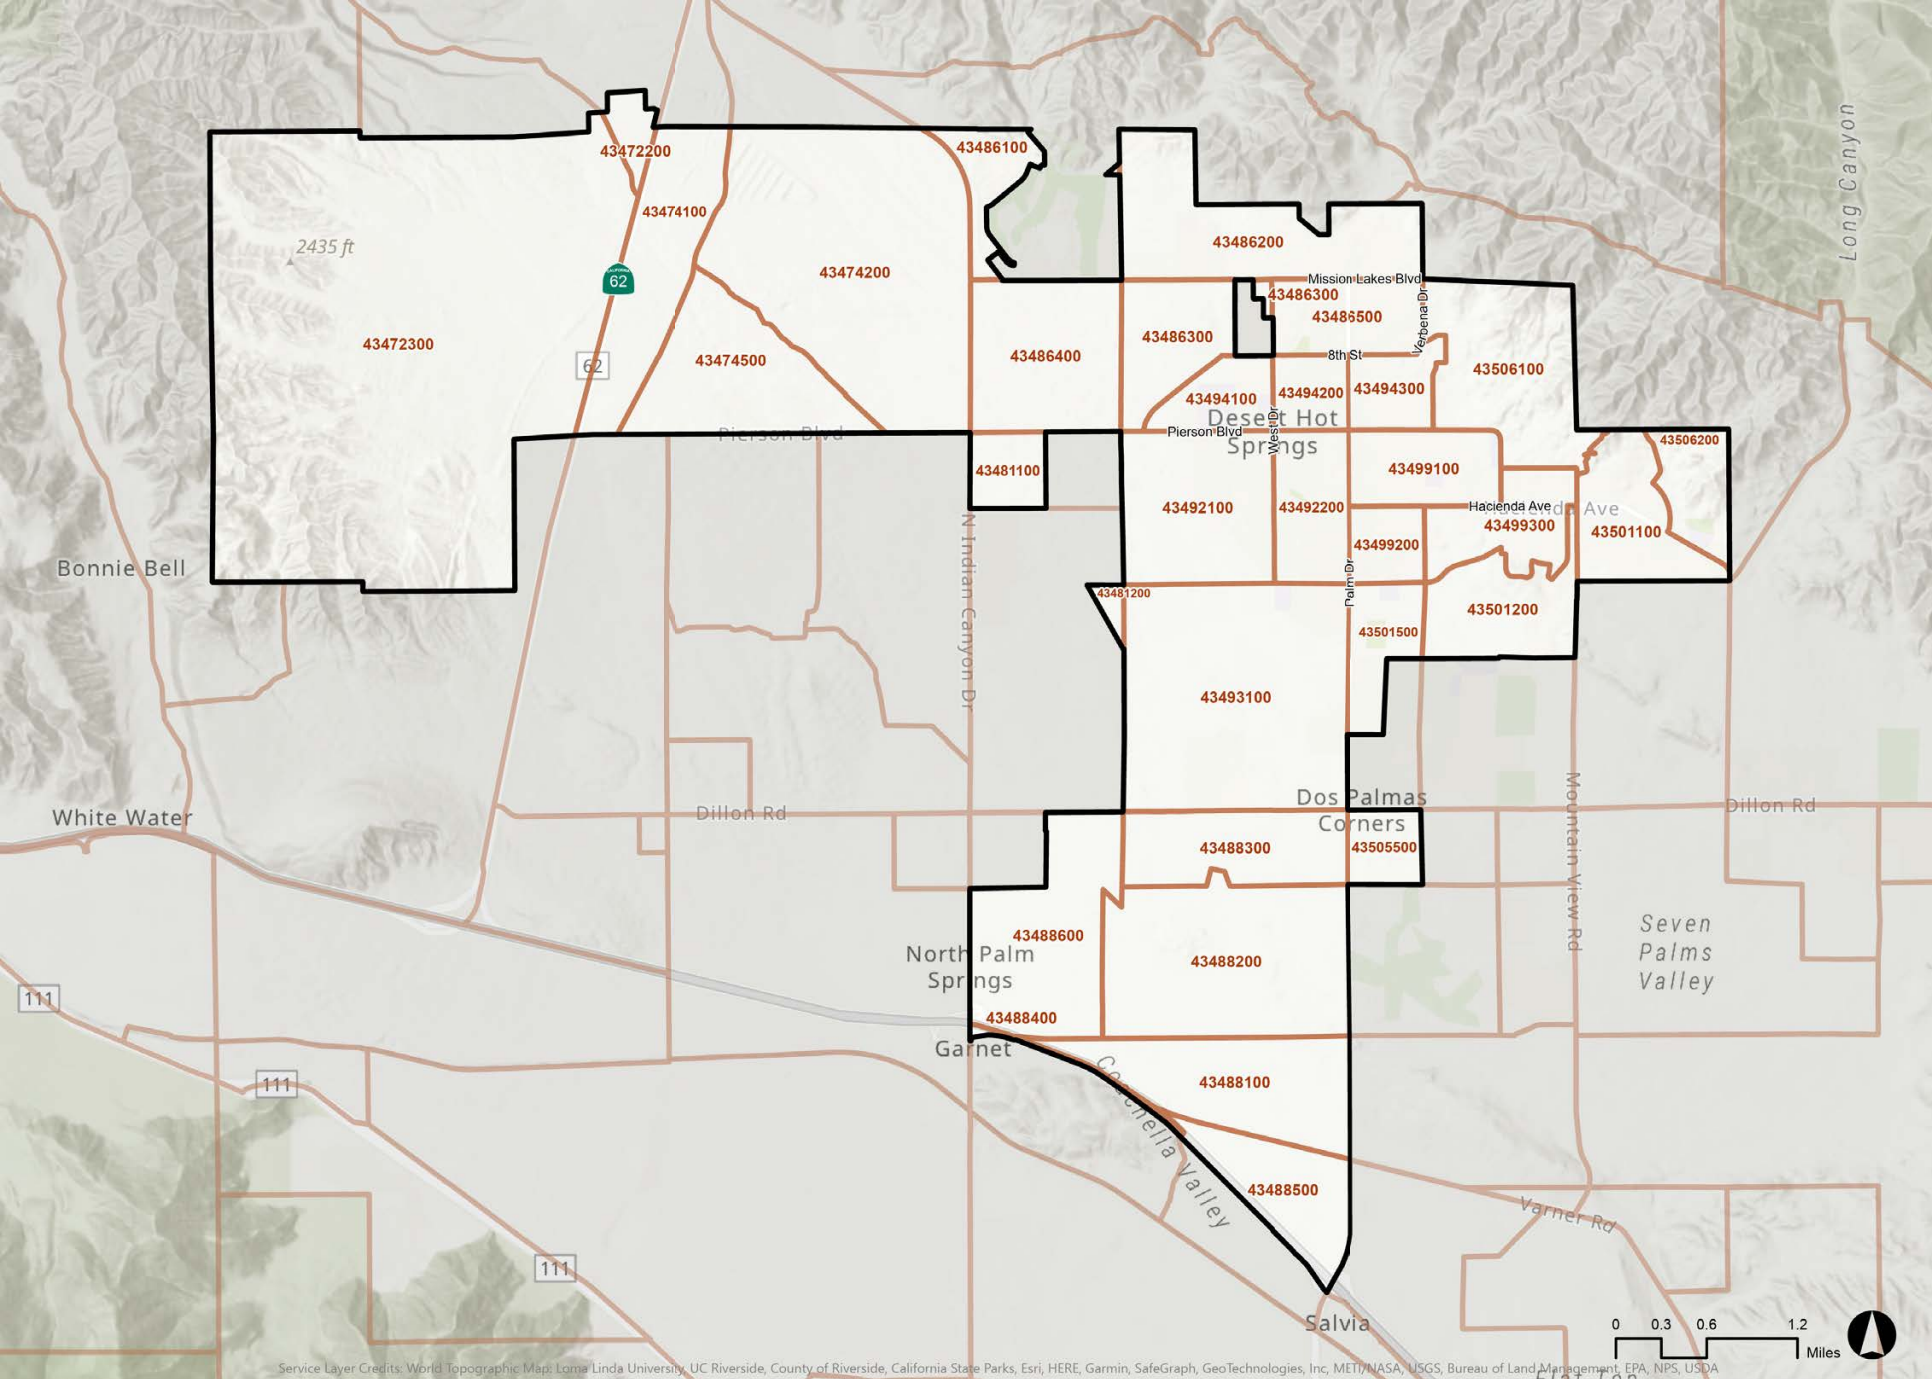 Long Canyon
43472200
43486100
43474100
2435 ft
43486200
43474200
CALIFORNIA
62
Mission Lakes Blvd
43486300
Verbena Dr
43486500
43486300
43472300
43486400
8th St
43474500
62
43506100
43494100
43494200
43494300
West Dr
Desert Hot
Springs
Pierson Blvd
Pierson Blvd
43506200
43481100
43499100
43492100
43492200
Hacienda Ave
Hacienda Ave
43499300
43501100
43499200
Bonnie Bell
Palm Dr
43481200
43501200
43501500
N Indian Canyon Dr
43493100
Dos Palmas
Corners
White Water
Dillon Rd
Dillon Rd
43488300
43505500
Mountain View Rd
Seven
Palms
Valley
43488600
North Palm
Springs
43488200
111
43488400
Garnet
Coachella Valley
43488100
111
43488500
Varner Rd
111
Salvia
0 0.3 0.6 1.2
Miles
Service Layer Credits: World Topographic Map: Loma Linda University, UC Riverside, County of Riverside, California State Parks, Esri, HERE, Garmin, SafeGraph, GeoTechnologies, Inc, METI/NASA, USGS, Bureau of Land Management, EPA, NPS, USDA